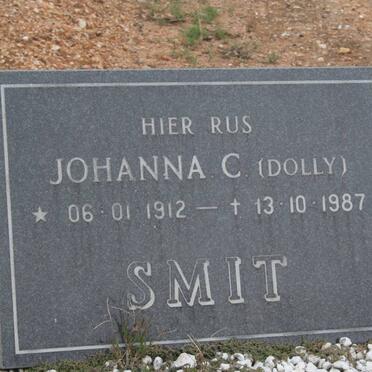 HIER RUS
JOHANNA C. (DOLLY)
* 06·01·1912 — † 13·10·1987
SMIT